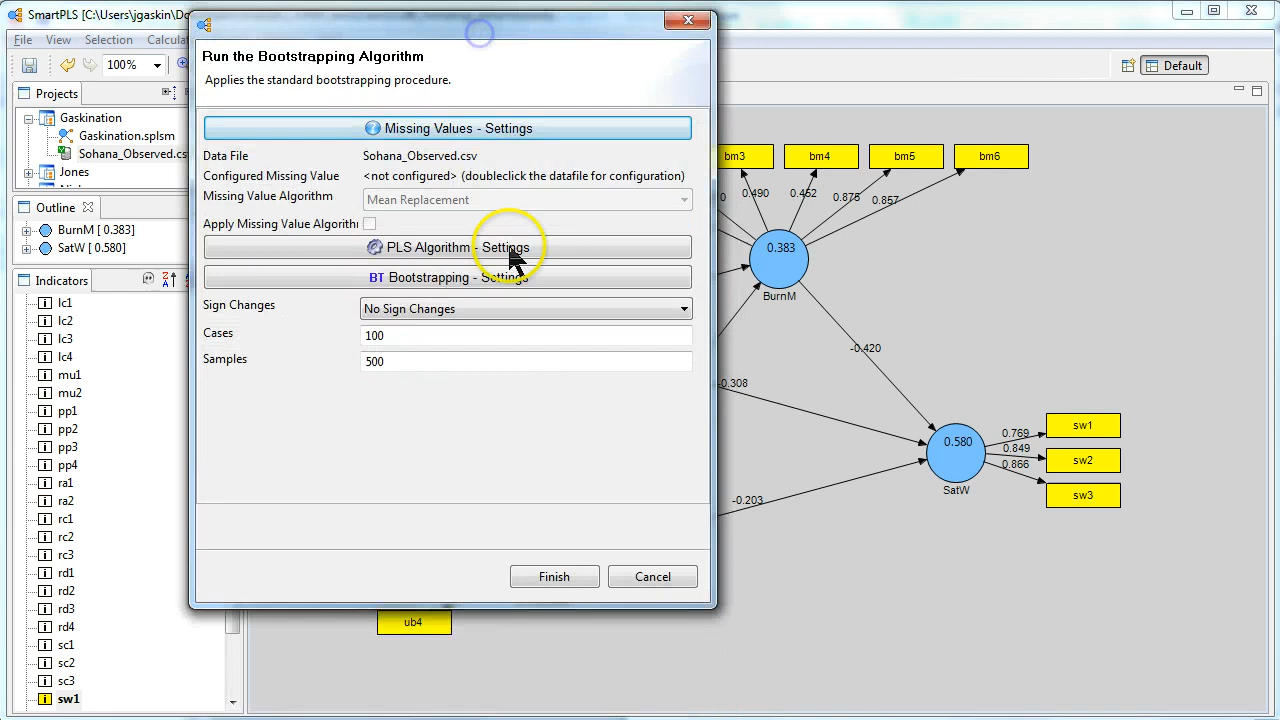 SmartPLS [C:\Users\jgaskin\Do
File View Selection Calcula
100%
Default
Projects
Gaskination
Gaskination.splsm
Sohana_Observed.cs
Jones
Outline
BurnM [ 0.383]
SatW [ 0.580]
Indicators
lc1
lc2
lc3
lc4
mu1
mu2
pp1
pp2
pp3
pp4
ra1
ra2
rc1
rc2
rc3
rd1
rd2
rd3
rd4
sc1
sc2
sc3
sw1
Run the Bootstrapping Algorithm
Applies the standard bootstrapping procedure.
Missing Values - Settings
Data File Sohana_Observed.csv
Configured Missing Value <not configured> (doubleclick the datafile for configuration)
Missing Value Algorithm Mean Replacement
Apply Missing Value Algorithm
PLS Algorithm - Settings
BT Bootstrapping - Settings
Sign Changes No Sign Changes
Cases 100
Samples 500
Finish Cancel
bm3 bm4 bm5 bm6
0 0.490 0.452 0.875 0.857
0.383
BurnM
-0.420
-0.308
0.580
SatW
-0.203
0.769
0.849
0.866
sw1
sw2
sw3
ub4